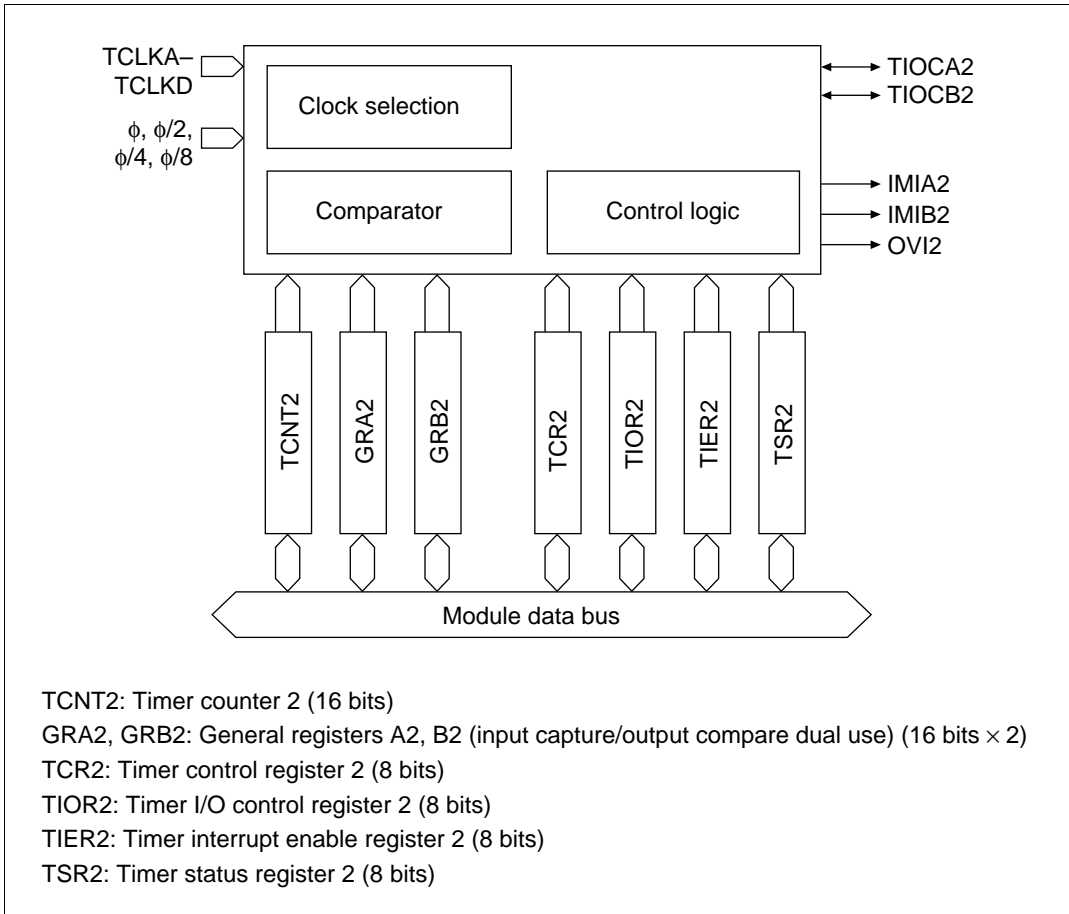 TCLKA–
TCLKD
ϕ, ϕ/2,
ϕ/4, ϕ/8
Clock selection
Comparator
Control logic
TIOCA2
TIOCB2
IMIA2
IMIB2
OVI2
TCNT2
GRA2
GRB2
TCR2
TIOR2
TIER2
TSR2
Module data bus
TCNT2: Timer counter 2 (16 bits)
GRA2, GRB2: General registers A2, B2 (input capture/output compare dual use) (16 bits × 2)
TCR2: Timer control register 2 (8 bits)
TIOR2: Timer I/O control register 2 (8 bits)
TIER2: Timer interrupt enable register 2 (8 bits)
TSR2: Timer status register 2 (8 bits)